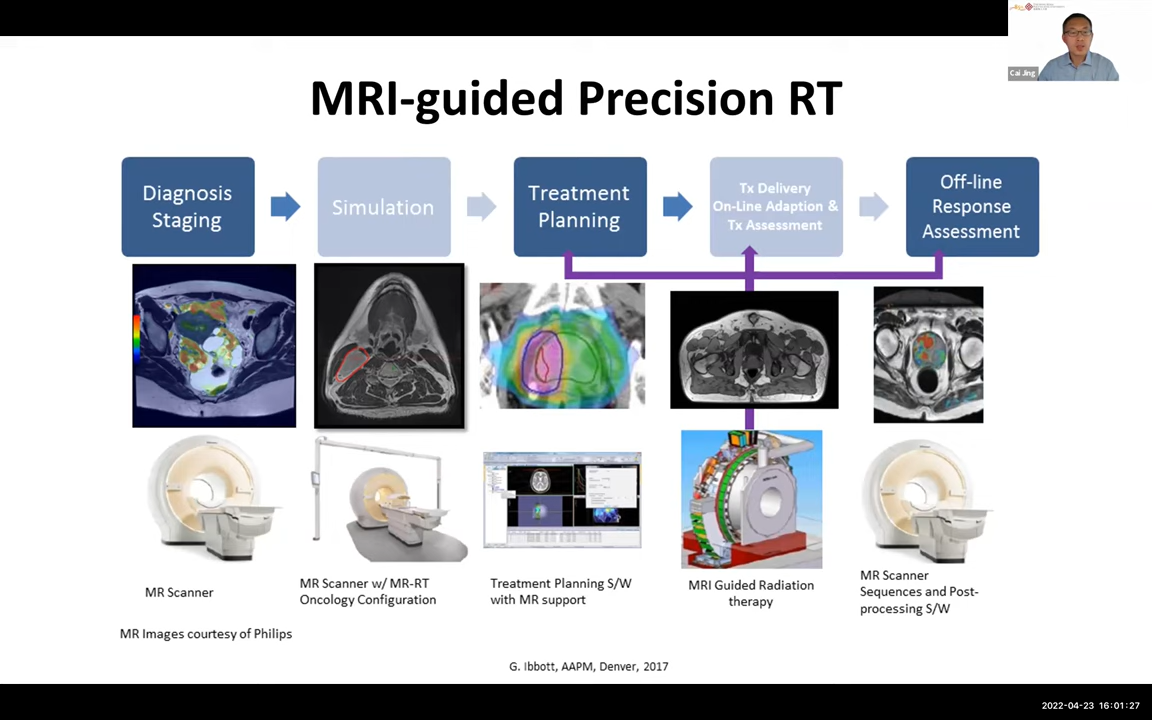 Cai Jing
MRI-guided Precision RT
Diagnosis
Staging
Simulation
Treatment
Planning
Tx Delivery
On-Line Adaption &
Tx Assessment
Off-line
Response
Assessment
MR Scanner
MR Scanner w/ MR-RT
Oncology Configuration
Treatment Planning S/W
with MR support
MRI Guided Radiation
therapy
MR Scanner
Sequences and Post-
processing S/W
MR Images courtesy of Philips
G. Ibbott, AAPM, Denver, 2017
2022-04-23 16:01:27